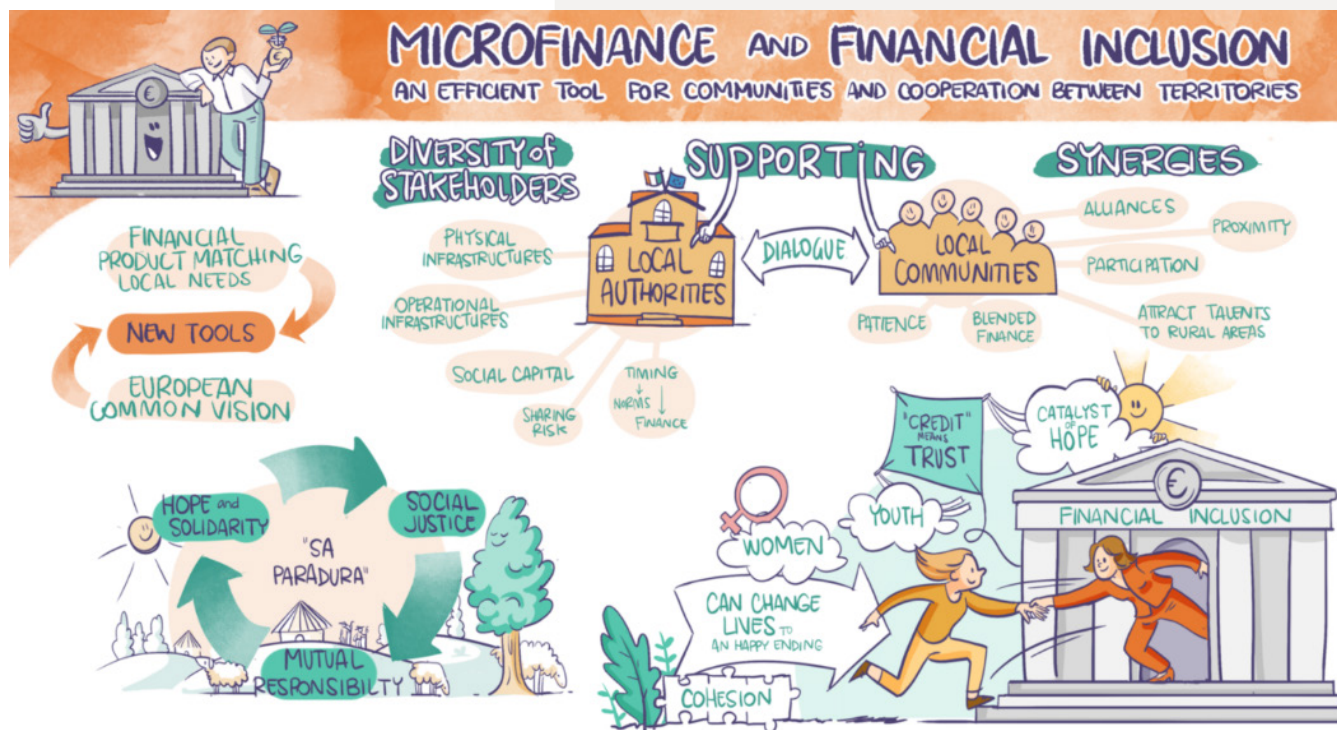 MICROFINANCE AND FINANCIAL INCLUSION
AN EFFICIENT TOOL FOR COMMUNITIES AND COOPERATION BETWEEN TERRITORIES
€
DIVERSITY of
STAKEHOLDERS
SUPPORTING
SYNERGIES
FINANCIAL
PRODUCT MATCHING
LOCAL NEEDS
NEW TOOLS
EUROPEAN
COMMON VISION
PHYSICAL
INFRASTRUCTURES
OPERATIONAL
INFRASTRUCTURES
SOCIAL CAPITAL
SHARING
RISK
TIMING
NORMS
FINANCE
LOCAL
AUTHORITIES
DIALOGUE
LOCAL
COMMUNITIES
ALLIANCES
PROXIMITY
PARTICIPATION
ATTRACT TALENTS
TO RURAL AREAS
PATIENCE
BLENDED
FINANCE
HOPE and
SOLIDARITY
SOCIAL
JUSTICE
"SA
PARADURA"
MUTUAL
RESPONSIBILTY
"CREDIT"
MEANS
TRUST
CATALYST
OF
HOPE
YOUTH
WOMEN
CAN CHANGE
LIVES TO
AN HAPPY ENDING
COHESION
€
FINANCIAL INCLUSION